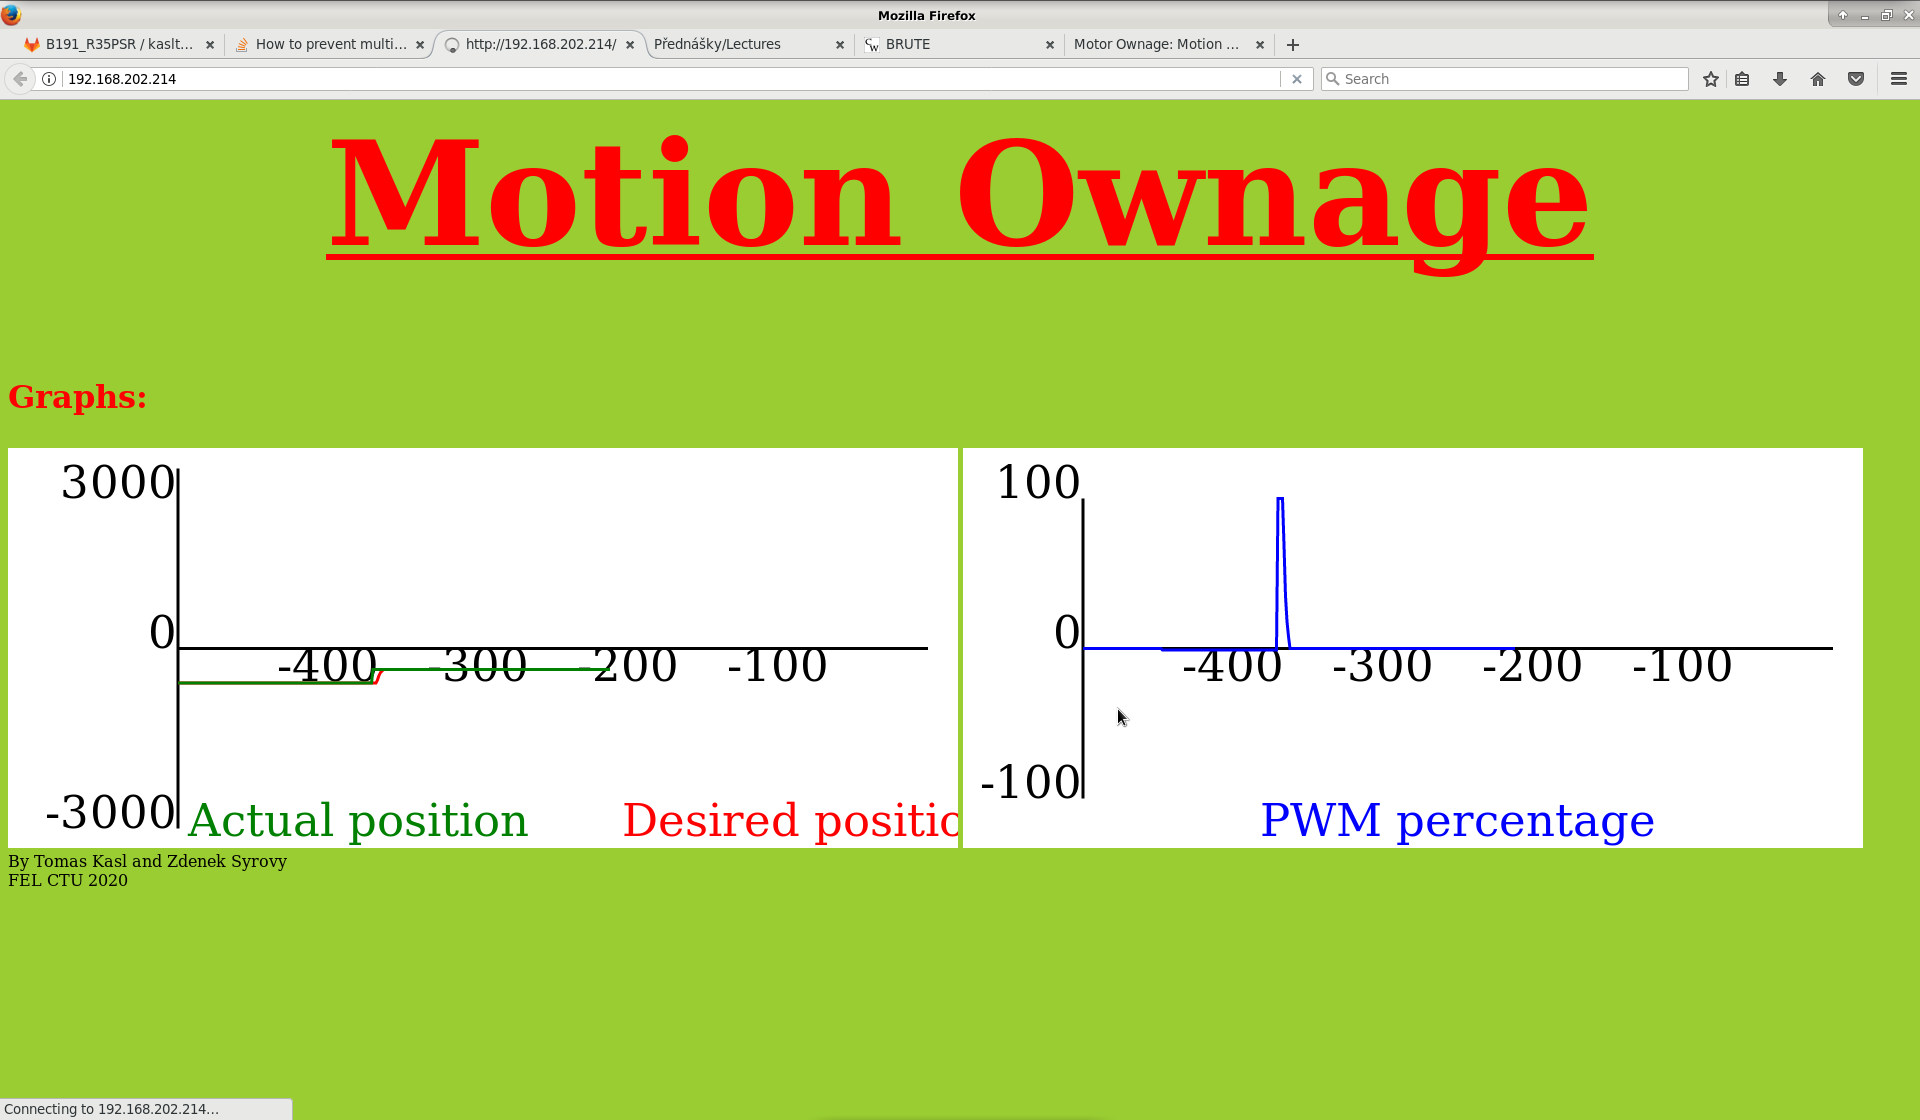 Mozilla Firefox
B191_R35PSR / kaslt...
How to prevent multi...
http://192.168.202.214/
Přednášky/Lectures
BRUTE
Motor Ownage: Motion ...
192.168.202.214
Search
Motion Ownage
Graphs:
3000
0
-400 -300 -200 -100
-3000
Actual position Desired positio
100
0
-400 -300 -200 -100
-100
PWM percentage
By Tomas Kasl and Zdenek Syrovy
FEL CTU 2020
Connecting to 192.168.202.214...